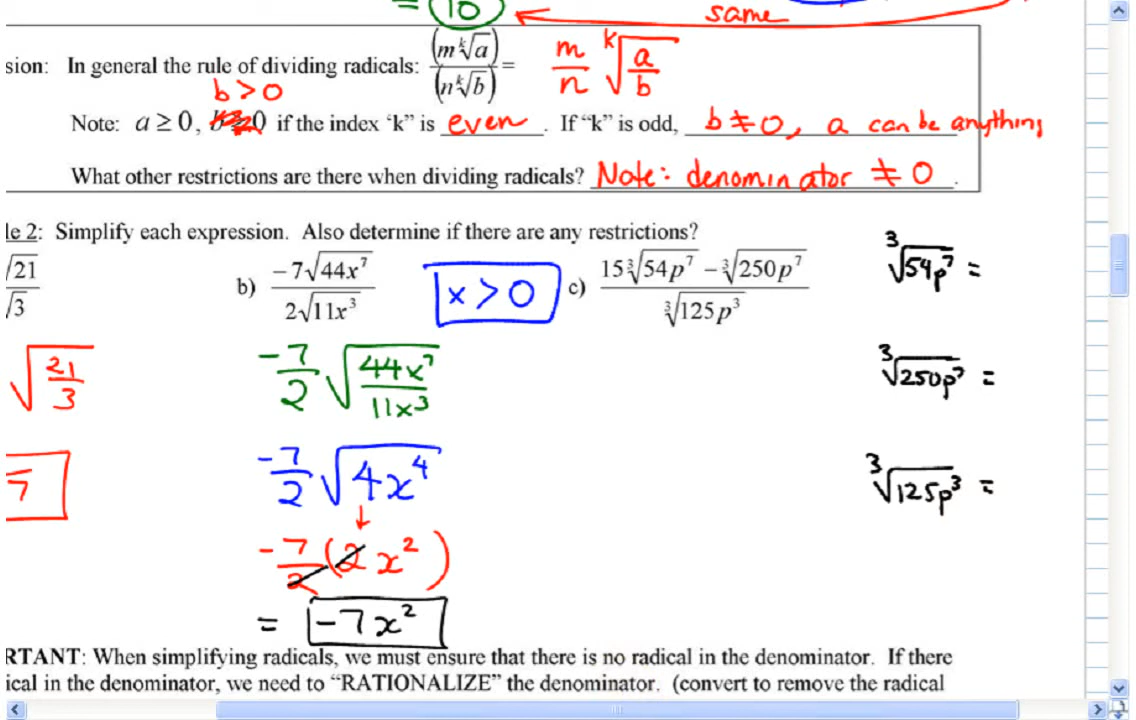 = 10 same
sion: In general the rule of dividing radicals: (m ᵏ√a)/(n ᵏ√b) = m/n ᵏ√(a/b)
b > 0
Note: a ≥ 0, 0 if the index ‘k” is even. If “k” is odd, b ≠ 0, a can be anything
What other restrictions are there when dividing radicals? Note: denominator ≠ 0.
le 2: Simplify each expression. Also determine if there are any restrictions?
√21/√3 b) -7√(44x⁷)/2√(11x³) x > 0 c) (15∛(54p⁷) - ∛(250p⁷))/∛(125p³) ∛(54p⁷) =
√(21/3) -7/2 √(44x⁷/11x³) ∛(250p⁷) =
7 -7/2 √(4x⁴) ∛(125p³) =
-7/2 (2x²)
= -7x²
RTANT: When simplifying radicals, we must ensure that there is no radical in the denominator. If there
ical in the denominator, we need to “RATIONALIZE” the denominator. (convert to remove the radical